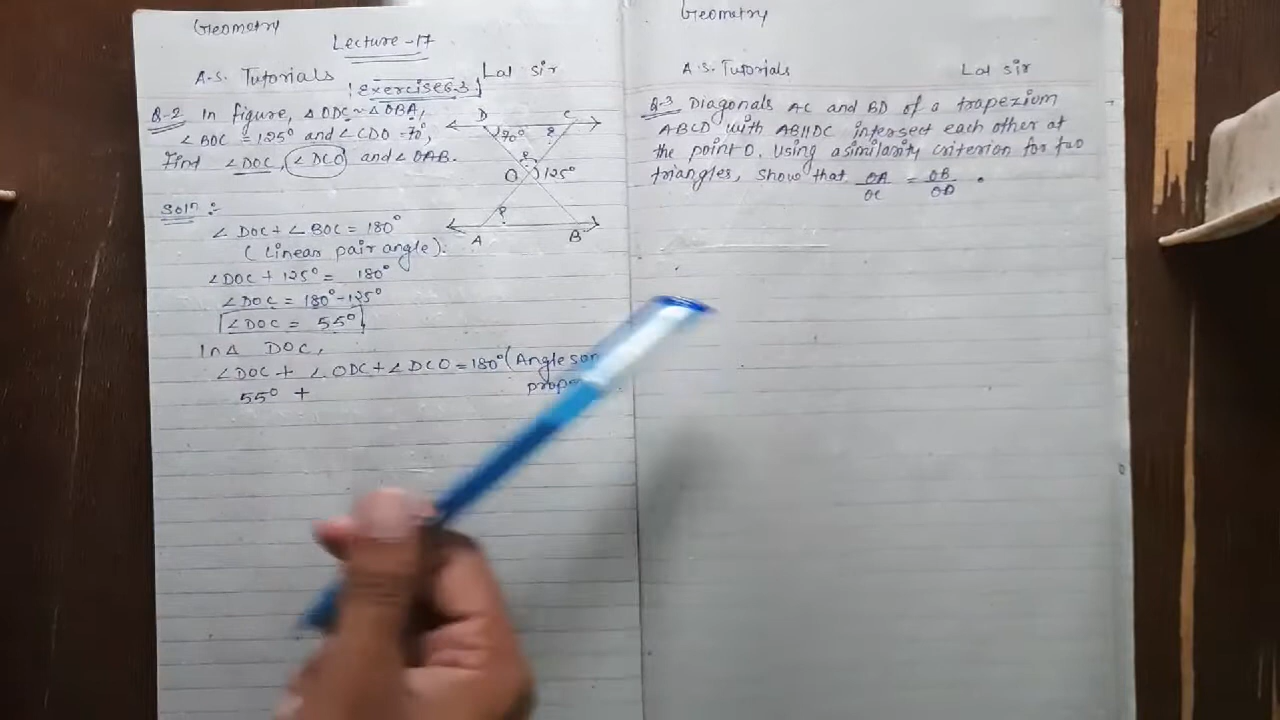 Geometry
Lecture-17
A.S. Tutorials Lal sir
Exercise 6.3
Q-2 In figure, △ODC ~ △OBA,
∠BOC = 125° and ∠CDO = 70°,
Find ∠DOC, ∠DCO and ∠OAB.
D C
70° ?
?
O 125°
?
A B
Soln:-
∠DOC + ∠BOC = 180°
(Linear pair angle).
∠DOC + 125° = 180°
∠DOC = 180° - 125°
∠DOC = 55°
In △ DOC,
∠DOC + ∠ODC + ∠DCO = 180° (Angle
55° +
Geometry
A.S. Tutorials Lal sir
Q-3 Diagonals AC and BD of a trapezium
ABCD with AB||DC intersect each other at
the point O. Using a similarity criterion for two
triangles, show that OA/OC = OB/OD .